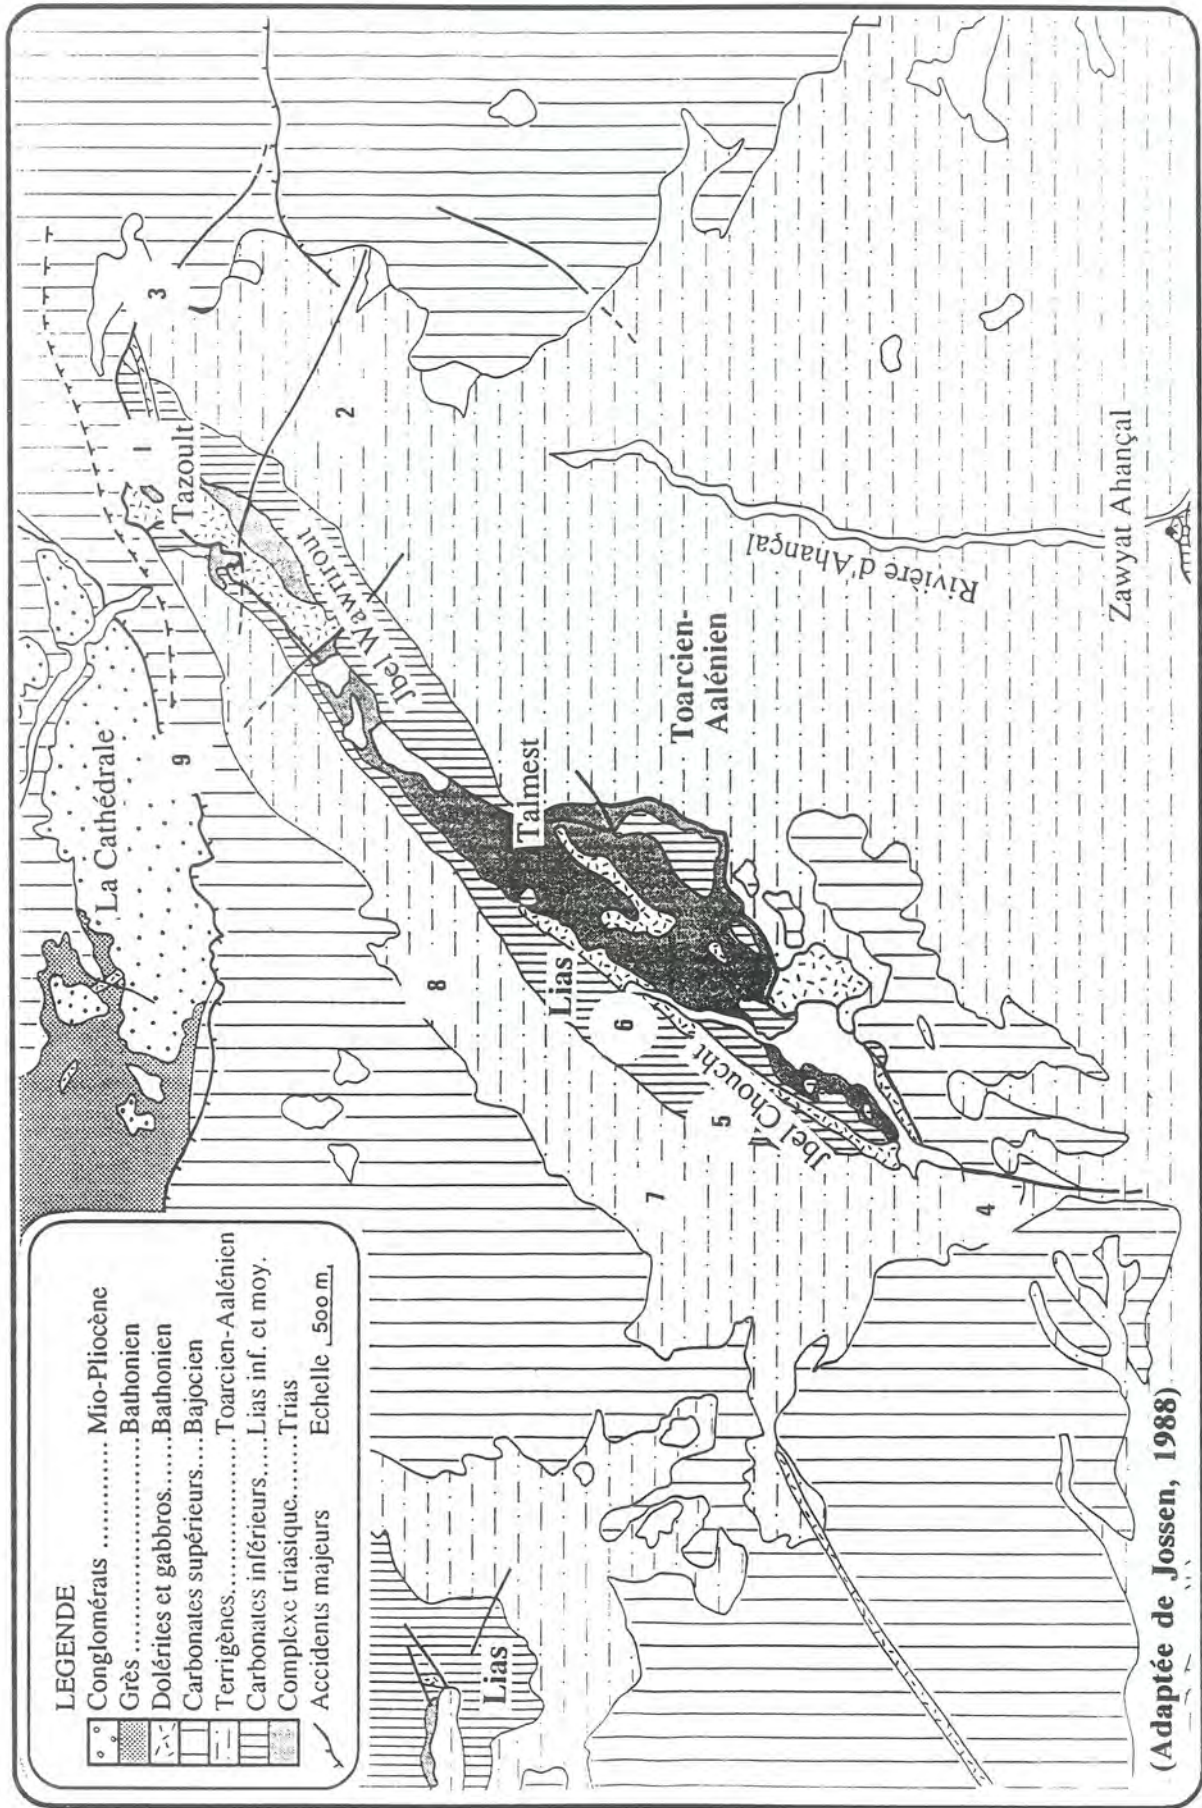 LEGENDE
Conglomérats ............... Mio-Pliocène
Grès ........................... Bathonien
Dolérites et gabbros......Bathonien
Carbonates supérieurs....Bajocien
Terrigènes..................Toarcien-Aalénien
Carbonates inférieurs.....Lias inf. et moy.
Complexe triasique........Trias
Accidents majeurs Echelle 500 m
La Cathédrale
Tazoult
Jbel Wawrirout
Talmest
Lias
Jbel Choucht
Toarcien-
Aalénien
Rivière d'Ahançal
Zawyat Ahançal
Lias
1
2
3
4
5
6
7
8
9
(Adaptée de Jossen, 1988)